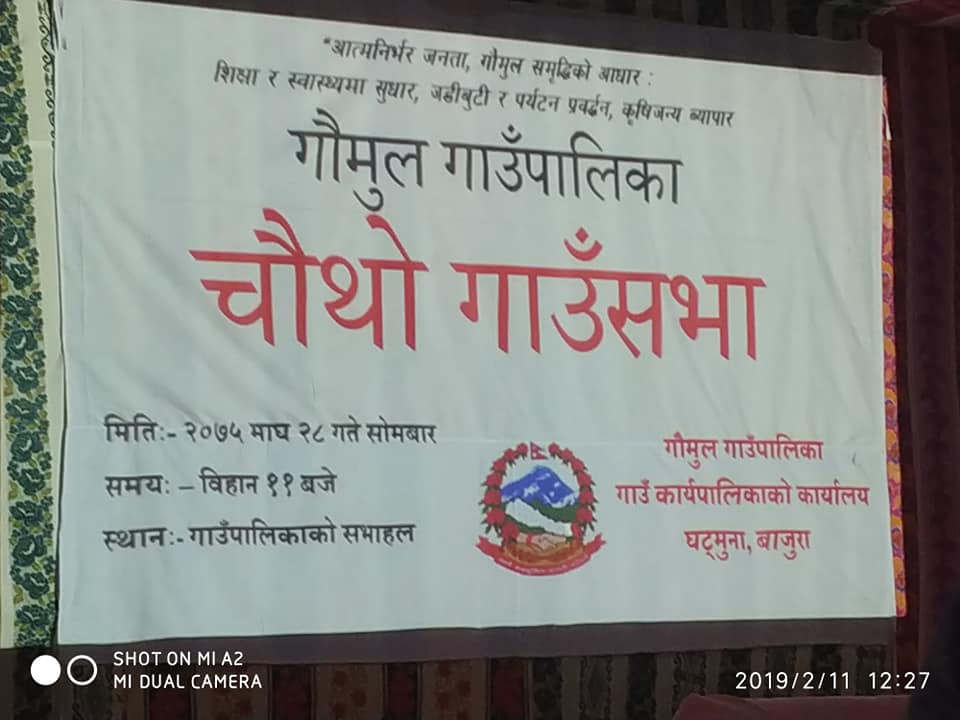 "आत्मनिर्भर जनता, गौमुल समृद्धिको आधार :
शिक्षा र स्वास्थ्यमा सुधार, जडीबुटी र पर्यटन प्रवर्द्धन, कृषिजन्य व्यापार
गौमुल गाउँपालिका
चौथो गाउँसभा
मितिः- २०७५ माघ २८ गते सोमबार
समयः – विहान ११ बजे
स्थानः- गाउँपालिकाको सभाहल
गौमुल गाउँपालिका
गाउँ कार्यपालिकाको कार्यालय
घट्मुना, बाजुरा
SHOT ON MI A2
MI DUAL CAMERA
2019/2/11 12:27